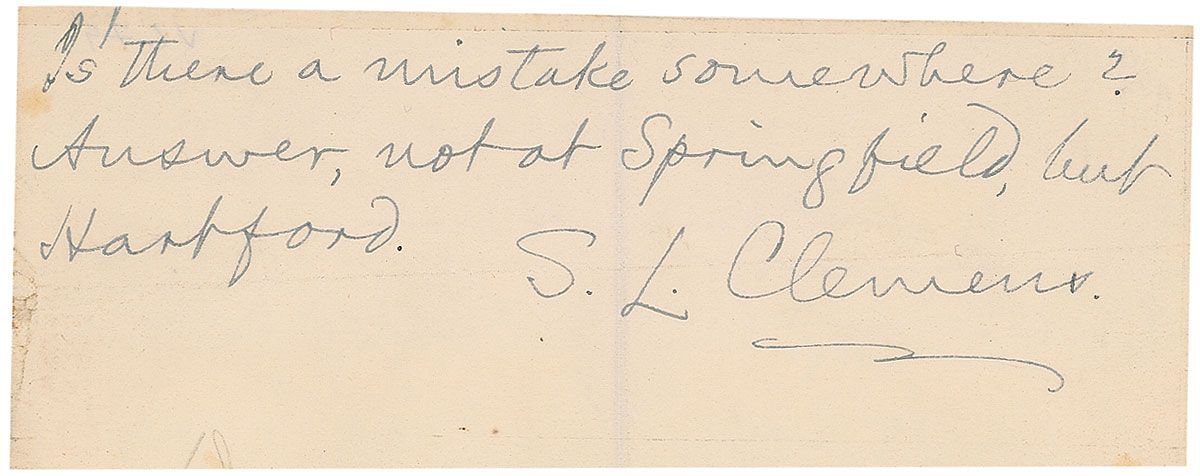 Is there a mistake somewhere?
Answer, not at Springfield, but
Hartford.
S. L. Clemens.